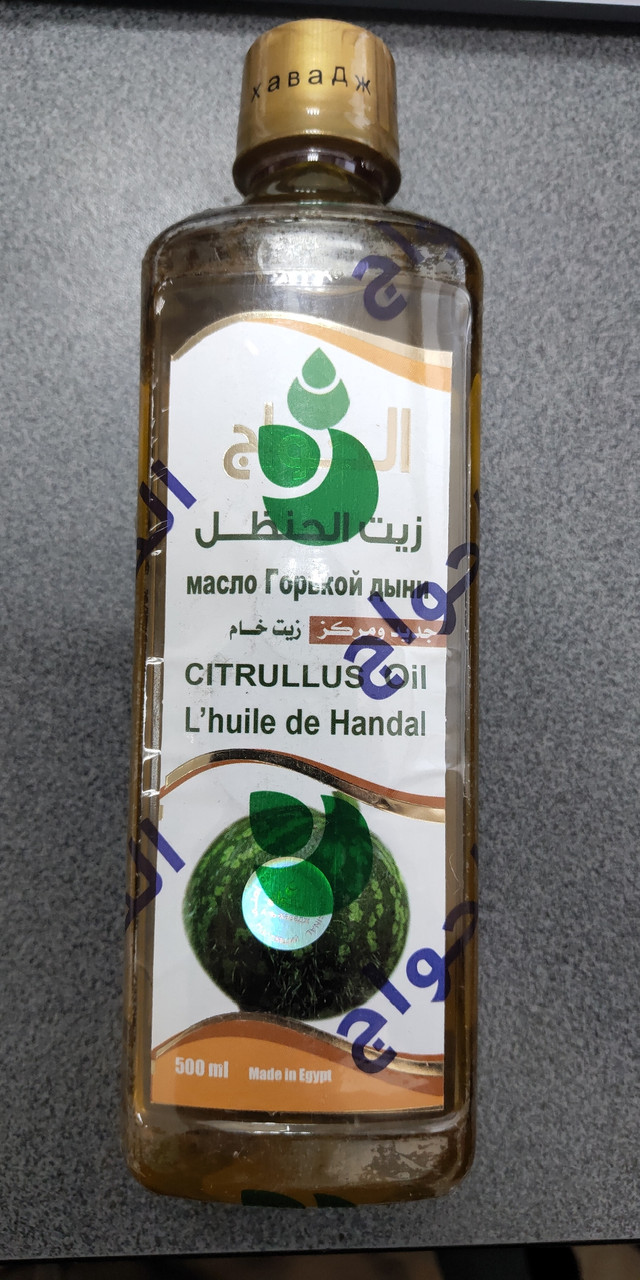 хаваДж
زيت الحنظل
масло Горькой дыни
زيت خام جديد ومركز
CITRULLUS Oil
L'huile de Handal
500 ml Made in Egypt